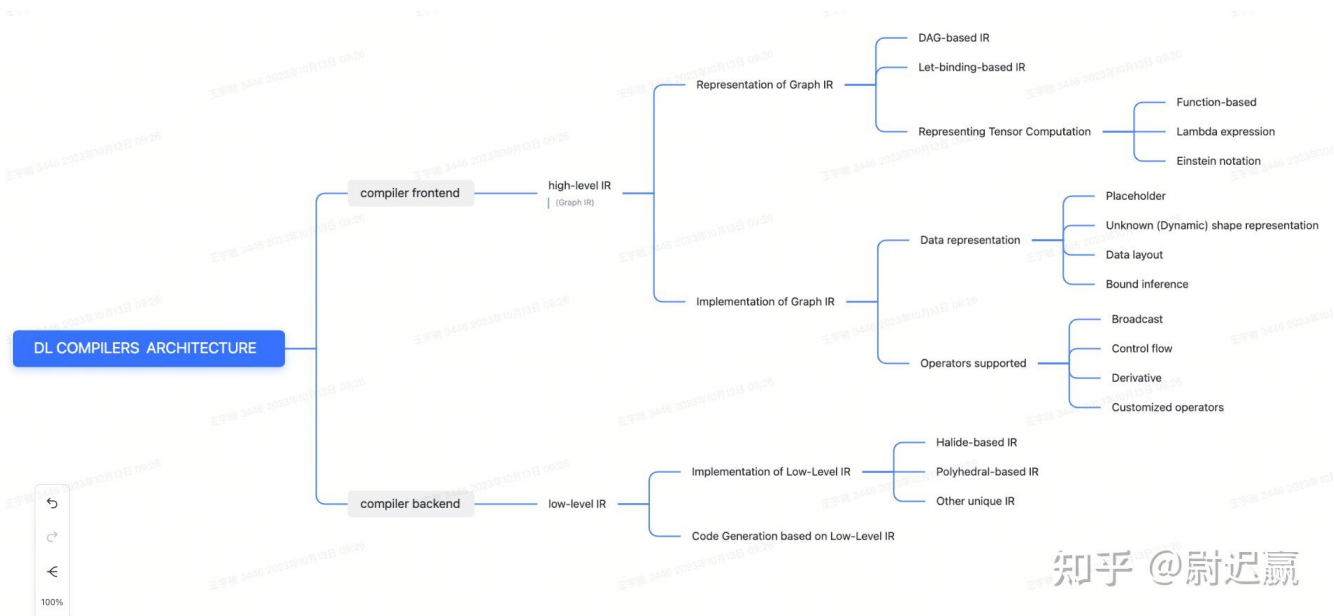 DL COMPILERS ARCHITECTURE
compiler frontend
high-level IR
(Graph IR)
Representation of Graph IR
DAG-based IR
Let-binding-based IR
Representing Tensor Computation
Function-based
Lambda expression
Einstein notation
Implementation of Graph IR
Data representation
Placeholder
Unknown (Dynamic) shape representation
Data layout
Bound inference
Operators supported
Broadcast
Control flow
Derivative
Customized operators
compiler backend
low-level IR
Implementation of Low-Level IR
Halide-based IR
Polyhedral-based IR
Other unique IR
Code Generation based on Low-Level IR
100%
知乎 @尉迟赢